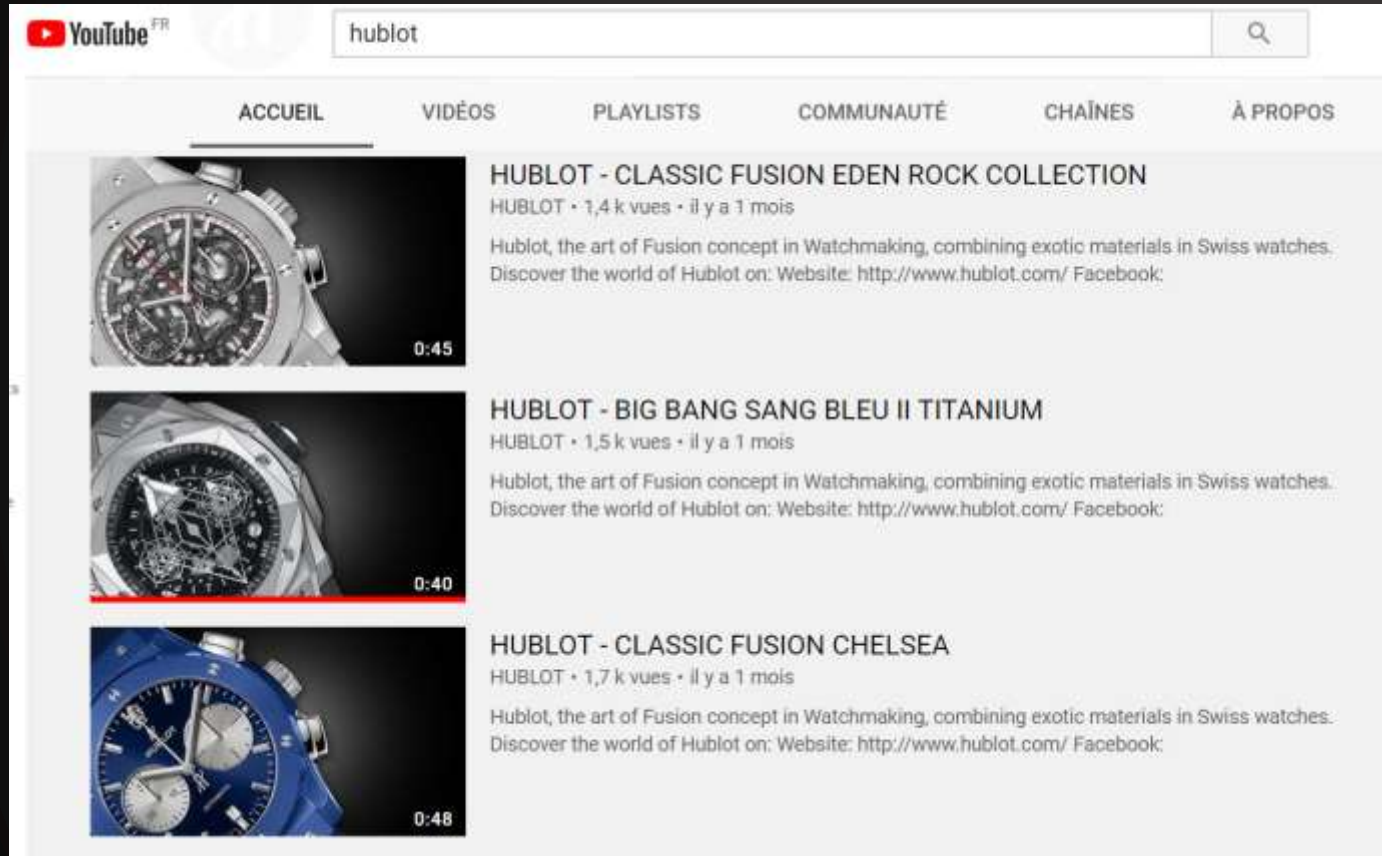 YouTube FR
hublot
ACCUEIL VIDÉOS PLAYLISTS COMMUNAUTÉ CHAÎNES À PROPOS
HUBLOT - CLASSIC FUSION EDEN ROCK COLLECTION
HUBLOT • 1,4 k vues • il y a 1 mois
Hublot, the art of Fusion concept in Watchmaking, combining exotic materials in Swiss watches.
Discover the world of Hublot on: Website: http://www.hublot.com/ Facebook:
0:45
HUBLOT - BIG BANG SANG BLEU II TITANIUM
HUBLOT • 1,5 k vues • il y a 1 mois
Hublot, the art of Fusion concept in Watchmaking, combining exotic materials in Swiss watches.
Discover the world of Hublot on: Website: http://www.hublot.com/ Facebook:
0:40
HUBLOT - CLASSIC FUSION CHELSEA
HUBLOT • 1,7 k vues • il y a 1 mois
Hublot, the art of Fusion concept in Watchmaking, combining exotic materials in Swiss watches.
Discover the world of Hublot on: Website: http://www.hublot.com/ Facebook:
0:48